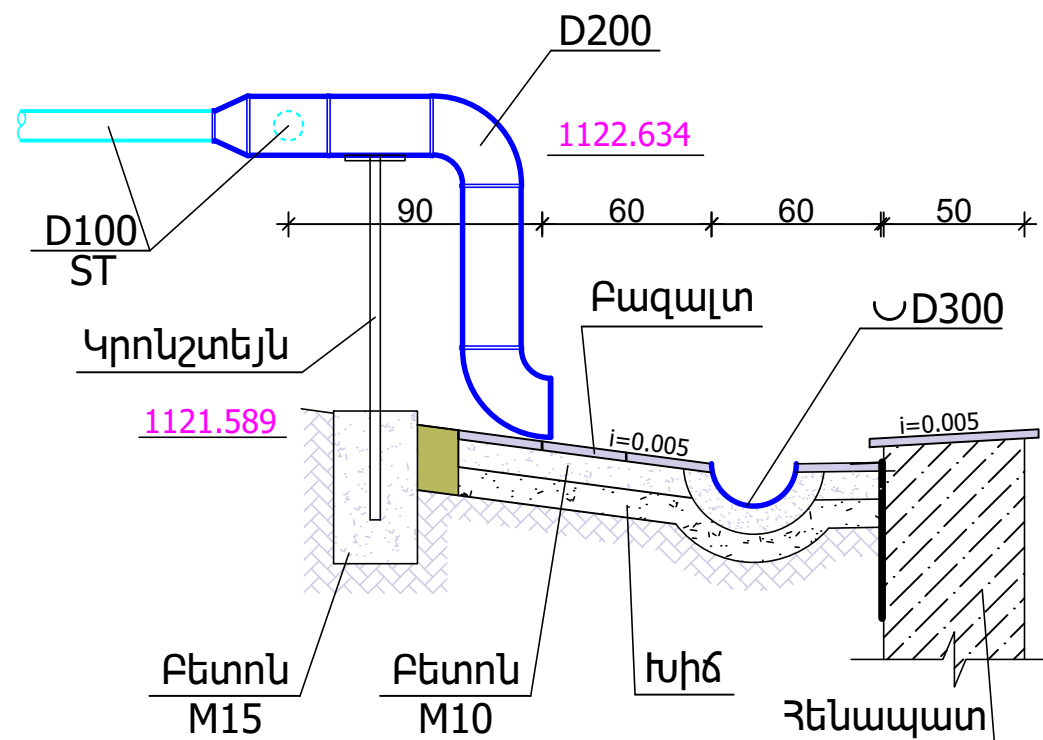 D200
1122.634
90
60
60
50
D100
ST
Բազալտ
◡D300
Կրոնշտեյն
1121.589
i=0.005
i=0.005
Բետոն
M15
Բետոն
M10
Խիճ
Հենապատ